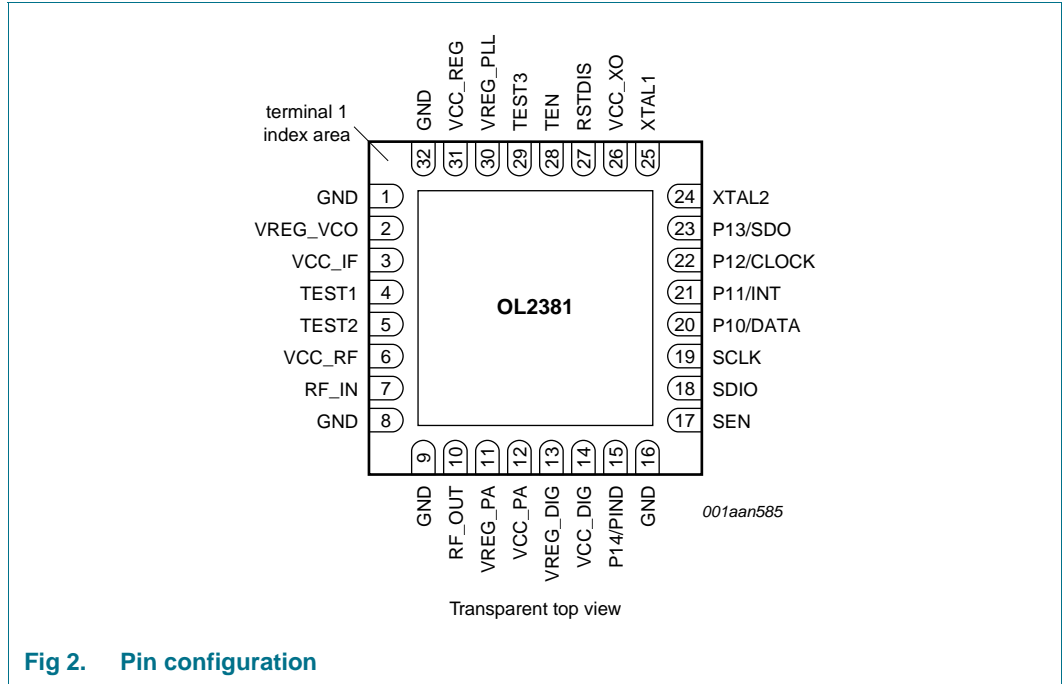 GND
VCC_REG
VREG_PLL
TEST3
TEN
RSTDIS
VCC_XO
XTAL1
terminal 1
index area
32 31 30 29 28 27 26 25
GND 1
VREG_VCO 2
VCC_IF 3
TEST1 4
TEST2 5
VCC_RF 6
RF_IN 7
GND 8
OL2381
24 XTAL2
23 P13/SDO
22 P12/CLOCK
21 P11/INT
20 P10/DATA
19 SCLK
18 SDIO
17 SEN
9 10 11 12 13 14 15 16
GND
RF_OUT
VREG_PA
VCC_PA
VREG_DIG
VCC_DIG
P14/PIND
GND
001aan585
Transparent top view
Fig 2. Pin configuration